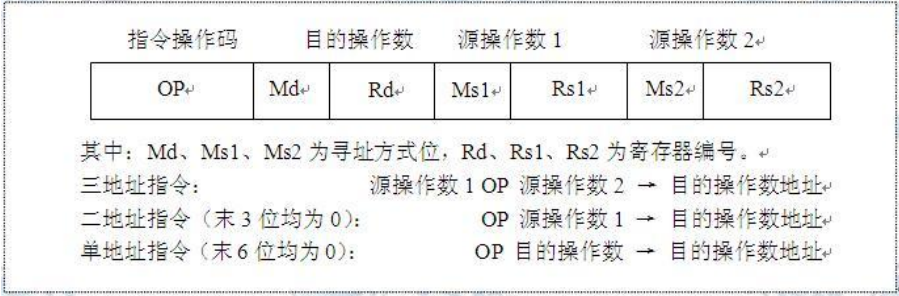 指令操作码 目的操作数 源操作数 1 源操作数 2
OP Md Rd Ms1 Rs1 Ms2 Rs2
其中：Md、Ms1、Ms2 为寻址方式位，Rd、Rs1、Rs2 为寄存器编号。
三地址指令： 源操作数 1 OP 源操作数 2 → 目的操作数地址
二地址指令（末 3 位均为 0）： OP 源操作数 1 → 目的操作数地址
单地址指令（末 6 位均为 0）： OP 目的操作数 → 目的操作数地址